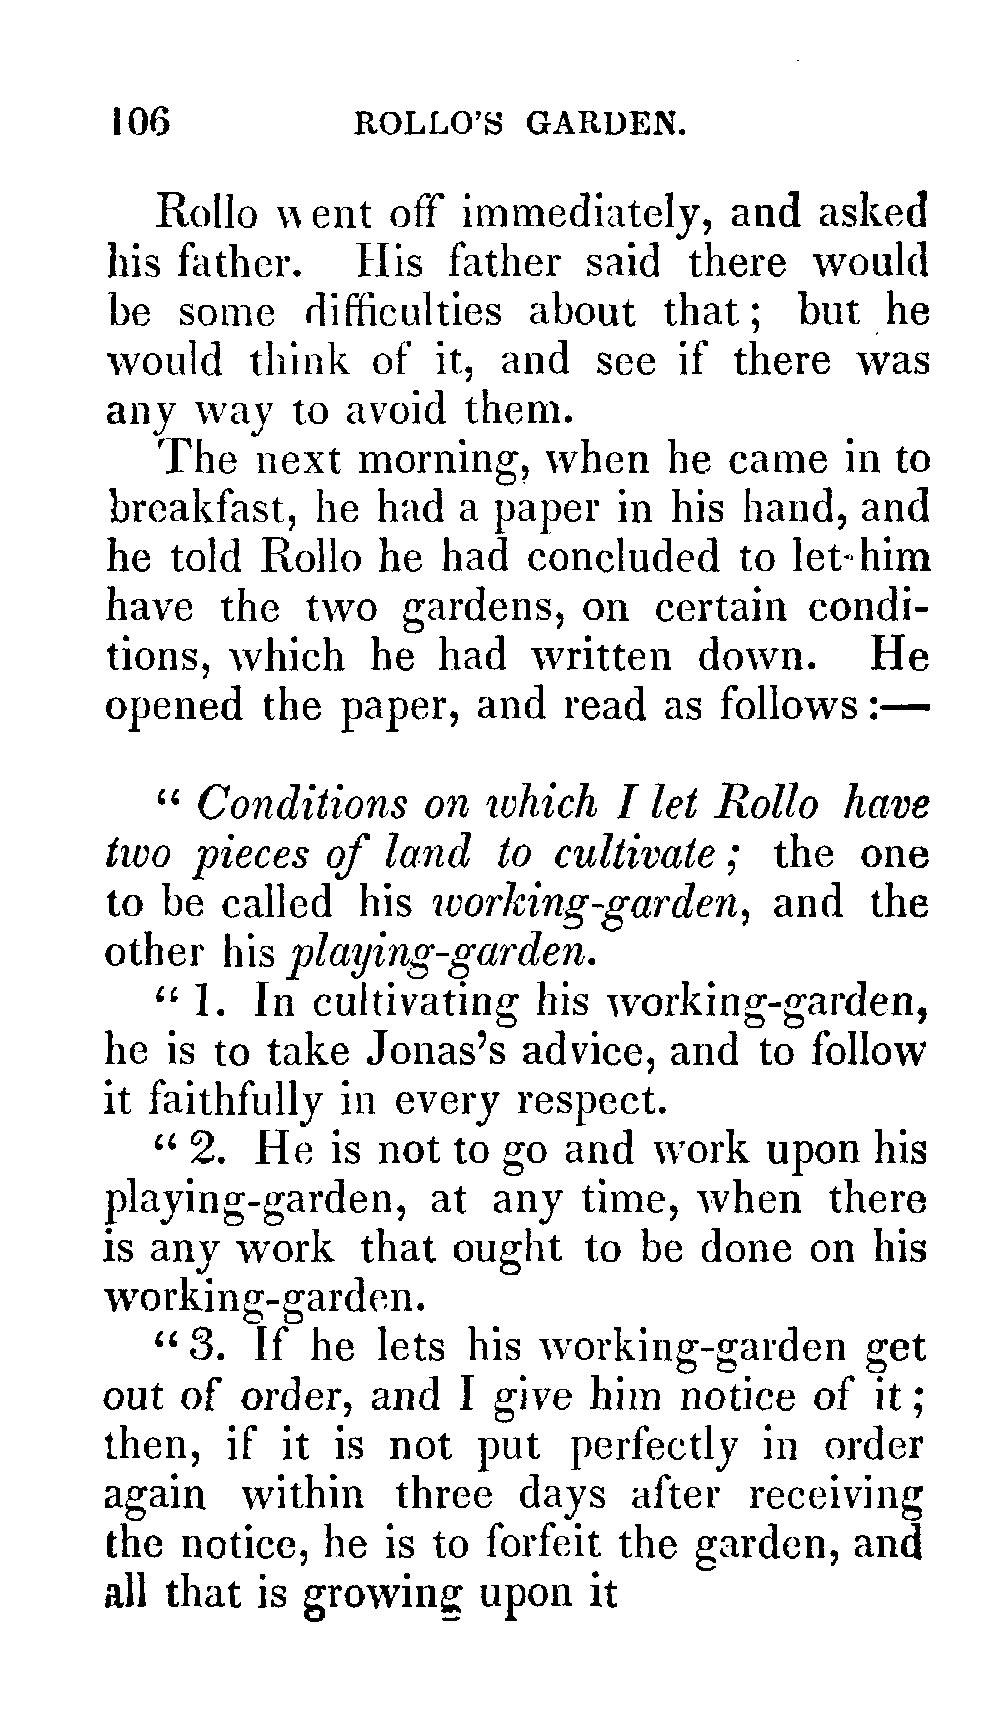 106 ROLLO'S GARDEN.
Rollo went off immediately, and asked
his father. His father said there would
be some difficulties about that; but he
would think of it, and see if there was
any way to avoid them.
The next morning, when he came in to
breakfast, he had a paper in his hand, and
he told Rollo he had concluded to let him
have the two gardens, on certain condi-
tions, which he had written down. He
opened the paper, and read as follows:—
“Conditions on which I let Rollo have
two pieces of land to cultivate; the one
to be called his working-garden, and the
other his playing-garden.
“1. In cultivating his working-garden,
he is to take Jonas's advice, and to follow
it faithfully in every respect.
“2. He is not to go and work upon his
playing-garden, at any time, when there
is any work that ought to be done on his
working-garden.
“3. If he lets his working-garden get
out of order, and I give him notice of it;
then, if it is not put perfectly in order
again within three days after receiving
the notice, he is to forfeit the garden, and
all that is growing upon it